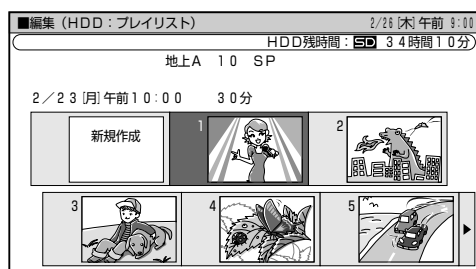 ■編集（HDD：プレイリスト） 2/26[木]午前 9:00
HDD残時間：SD 34時間10分
地上A 10 SP
2／23[月]午前10：00 30分
新規作成 1 2
3 4 5